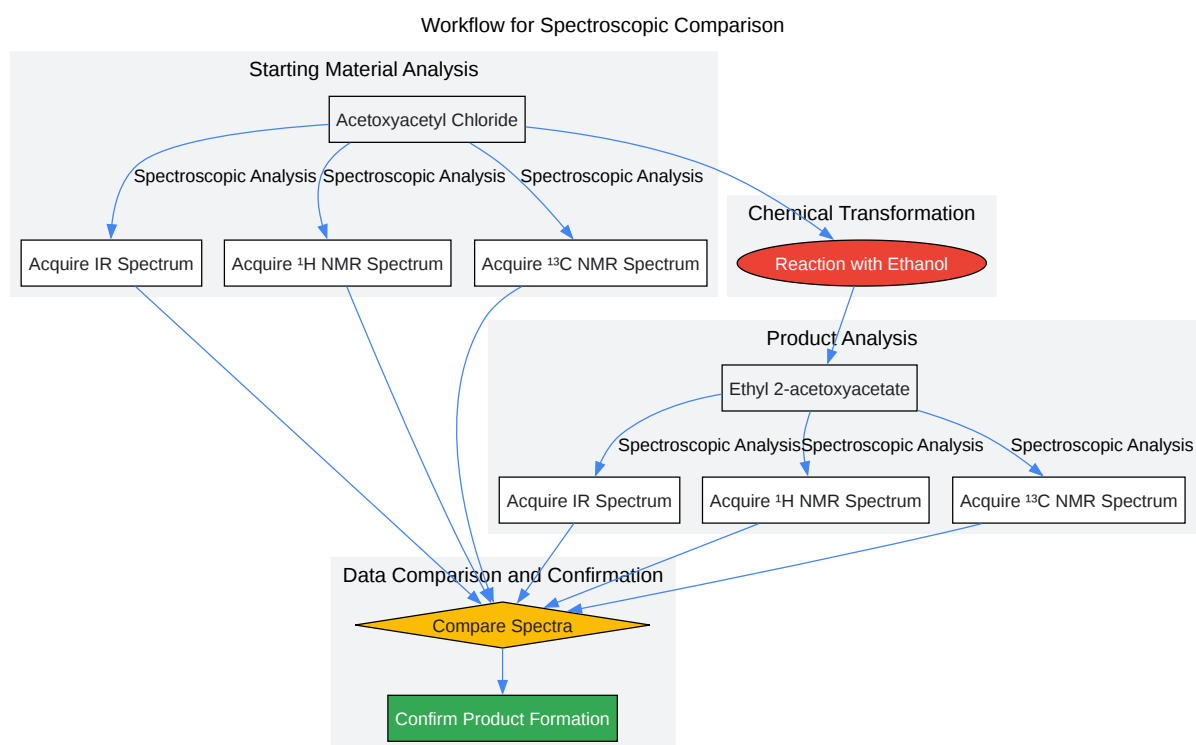 Workflow for Spectroscopic Comparison
Starting Material Analysis
Acetoxyacetyl Chloride
Spectroscopic Analysis
Spectroscopic Analysis
Spectroscopic Analysis
Acquire IR Spectrum
Acquire ¹H NMR Spectrum
Acquire ¹³C NMR Spectrum
Chemical Transformation
Reaction with Ethanol
Product Analysis
Ethyl 2-acetoxyacetate
Spectroscopic Analysis
Spectroscopic Analysis
Spectroscopic Analysis
Acquire IR Spectrum
Acquire ¹H NMR Spectrum
Acquire ¹³C NMR Spectrum
Data Comparison and Confirmation
Compare Spectra
Confirm Product Formation